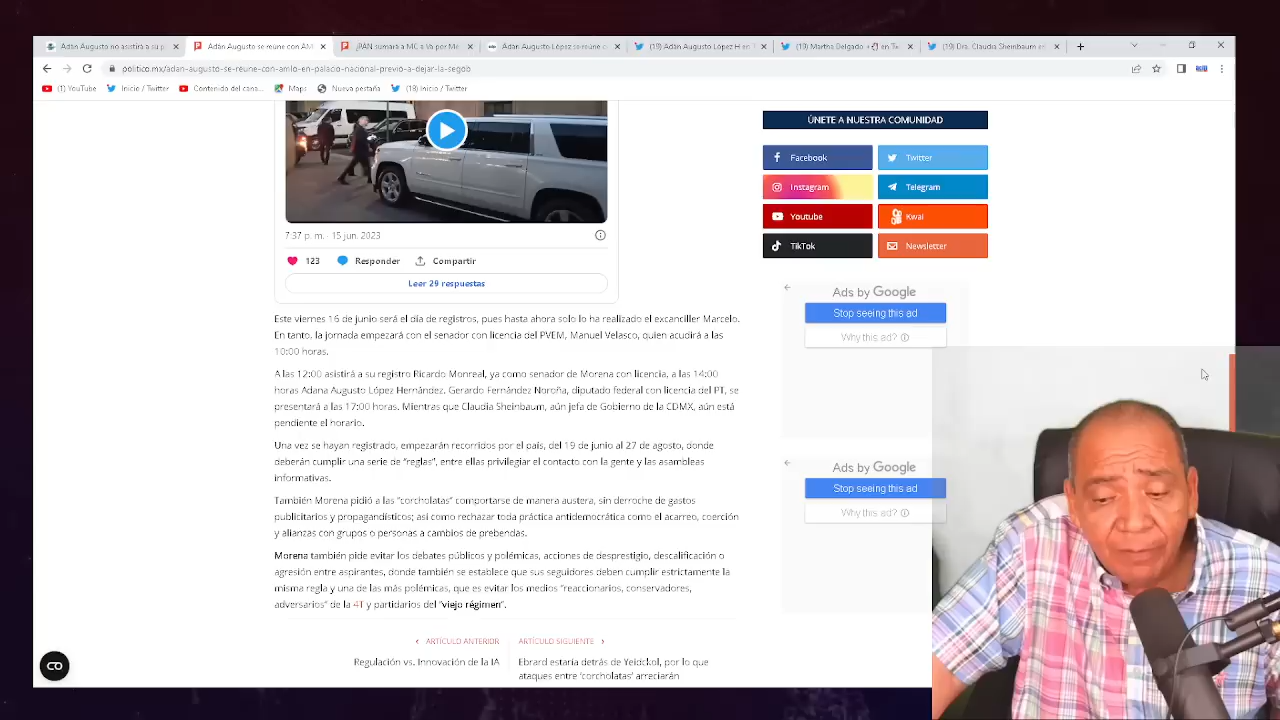 Adán Augusto no asistirá a su p
Adán Augusto se reúne con AM
¡PAN sumará a MC a Va por Me
Adán Augusto López se reúne c
(19) Adán Augusto López H en T
(19) Martha Delgado en Tw
(19) Dra. Claudia Sheinbaum en
politico.mx/adan-augusto-se-reune-con-amlo-en-palacio-nacional-previo-a-dejar-la-segob
(1) YouTube
Inicio / Twitter
Contenido del cana...
Maps
Nueva pestaña
(18) Inicio / Twitter
7:37 p. m. · 15 jun. 2023
123 Responder Compartir
Leer 29 respuestas
Este viernes 16 de junio será el día de registros, pues hasta ahora solo lo ha realizado el excanciller Marcelo.
En tanto, la jornada empezará con el senador con licencia del PVEM, Manuel Velasco, quien acudirá a las
10:00 horas.
A las 12:00 asistirá a su registro Ricardo Monreal, ya como senador de Morena con licencia, a las 14:00
horas Adana Augusto López Hernández. Gerardo Fernández Noroña, diputado federal con licencia del PT, se
presentará a las 17:00 horas. Mientras que Claudia Sheinbaum, aún jefa de Gobierno de la CDMX, aún está
pendiente el horario.
Una vez se hayan registrado, empezarán recorridos por el país, del 19 de junio al 27 de agosto, donde
deberán cumplir una serie de “reglas”, entre ellas privilegiar el contacto con la gente y las asambleas
informativas.
También Morena pidió a las “corcholatas” comportarse de manera austera, sin derroche de gastos
publicitarios y propagandísticos; así como rechazar toda práctica antidemocrática como el acarreo, coerción
y alianzas con grupos o personas a cambios de prebendas.
Morena también pide evitar los debates públicos y polémicas, acciones de desprestigio, descalificación o
agresión entre aspirantes, donde también se establece que sus seguidores deben cumplir estrictamente la
misma regla y una de las más polémicas, que es evitar los medios “reaccionarios, conservadores,
adversarios” de la 4T y partidarios del “viejo régimen”.
ARTÍCULO ANTERIOR
Regulación vs. Innovación de la IA
ARTÍCULO SIGUIENTE
Ebrard estaría detrás de Yeidckol, por lo que
ataques entre ‘corcholatas’ arreciarán
ÚNETE A NUESTRA COMUNIDAD
Facebook Twitter
Instagram Telegram
Youtube Kwai
TikTok Newsletter
Ads by Google
Stop seeing this ad
Why this ad?
Ads by Google
Stop seeing this ad
Why this ad?